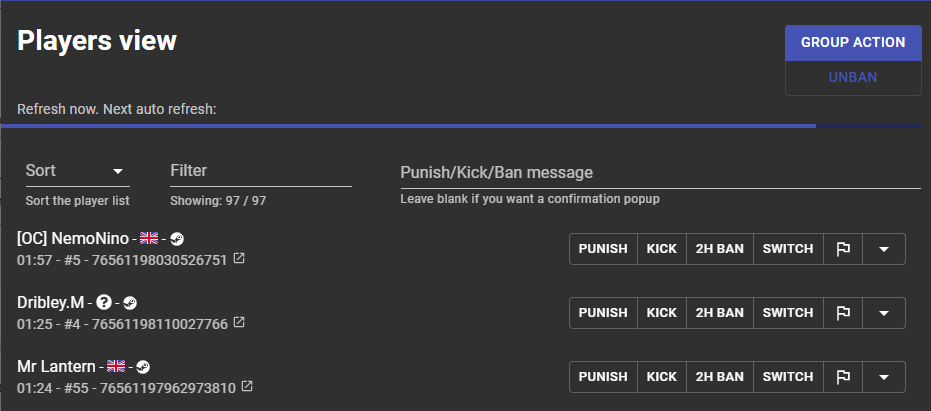 Players view
GROUP ACTION
UNBAN
Refresh now. Next auto refresh:
Sort
Filter
Punish/Kick/Ban message
Sort the player list
Showing: 97 / 97
Leave blank if you want a confirmation popup
[OC] NemoNino - -
PUNISH KICK 2H BAN SWITCH
01:57 - #5 - 76561198030526751
Dribley.M - ? -
PUNISH KICK 2H BAN SWITCH
01:25 - #4 - 76561198110027766
Mr Lantern - -
PUNISH KICK 2H BAN SWITCH
01:24 - #55 - 76561197962973810